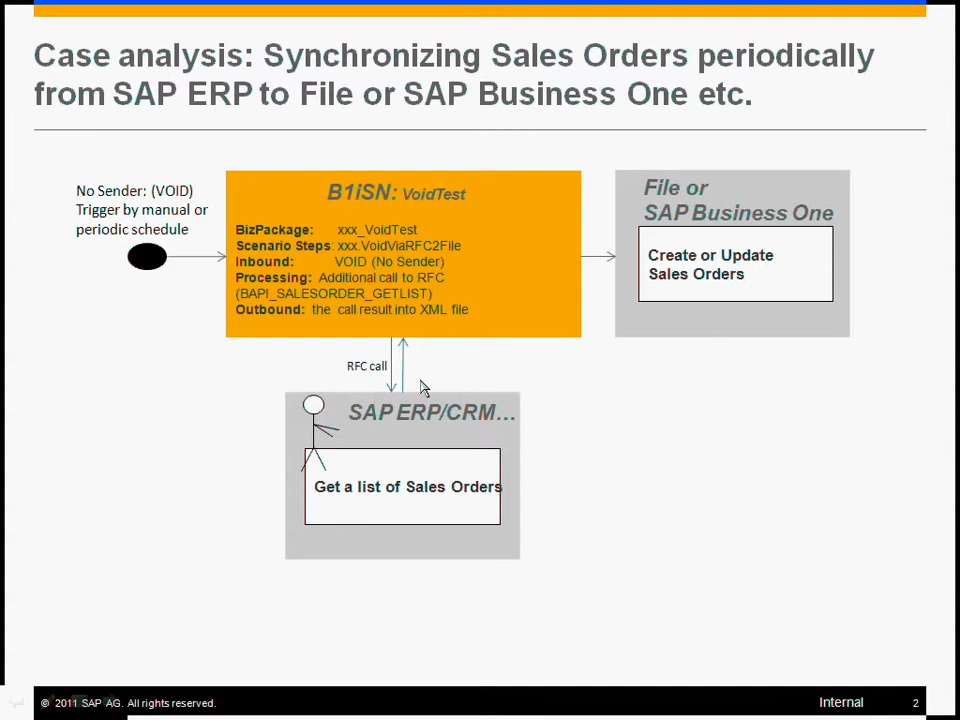 Case analysis: Synchronizing Sales Orders periodically
from SAP ERP to File or SAP Business One etc.
No Sender: (VOID)
Trigger by manual or
periodic schedule
B1iSN: VoidTest
BizPackage: xxx_VoidTest
Scenario Steps: xxx.VoidViaRFC2File
Inbound: VOID (No Sender)
Processing: Additional call to RFC
(BAPI_SALESORDER_GETLIST)
Outbound: the call result into XML file
File or
SAP Business One
Create or Update
Sales Orders
RFC call
SAP ERP/CRM...
Get a list of Sales Orders
© 2011 SAP AG. All rights reserved.
Internal
2